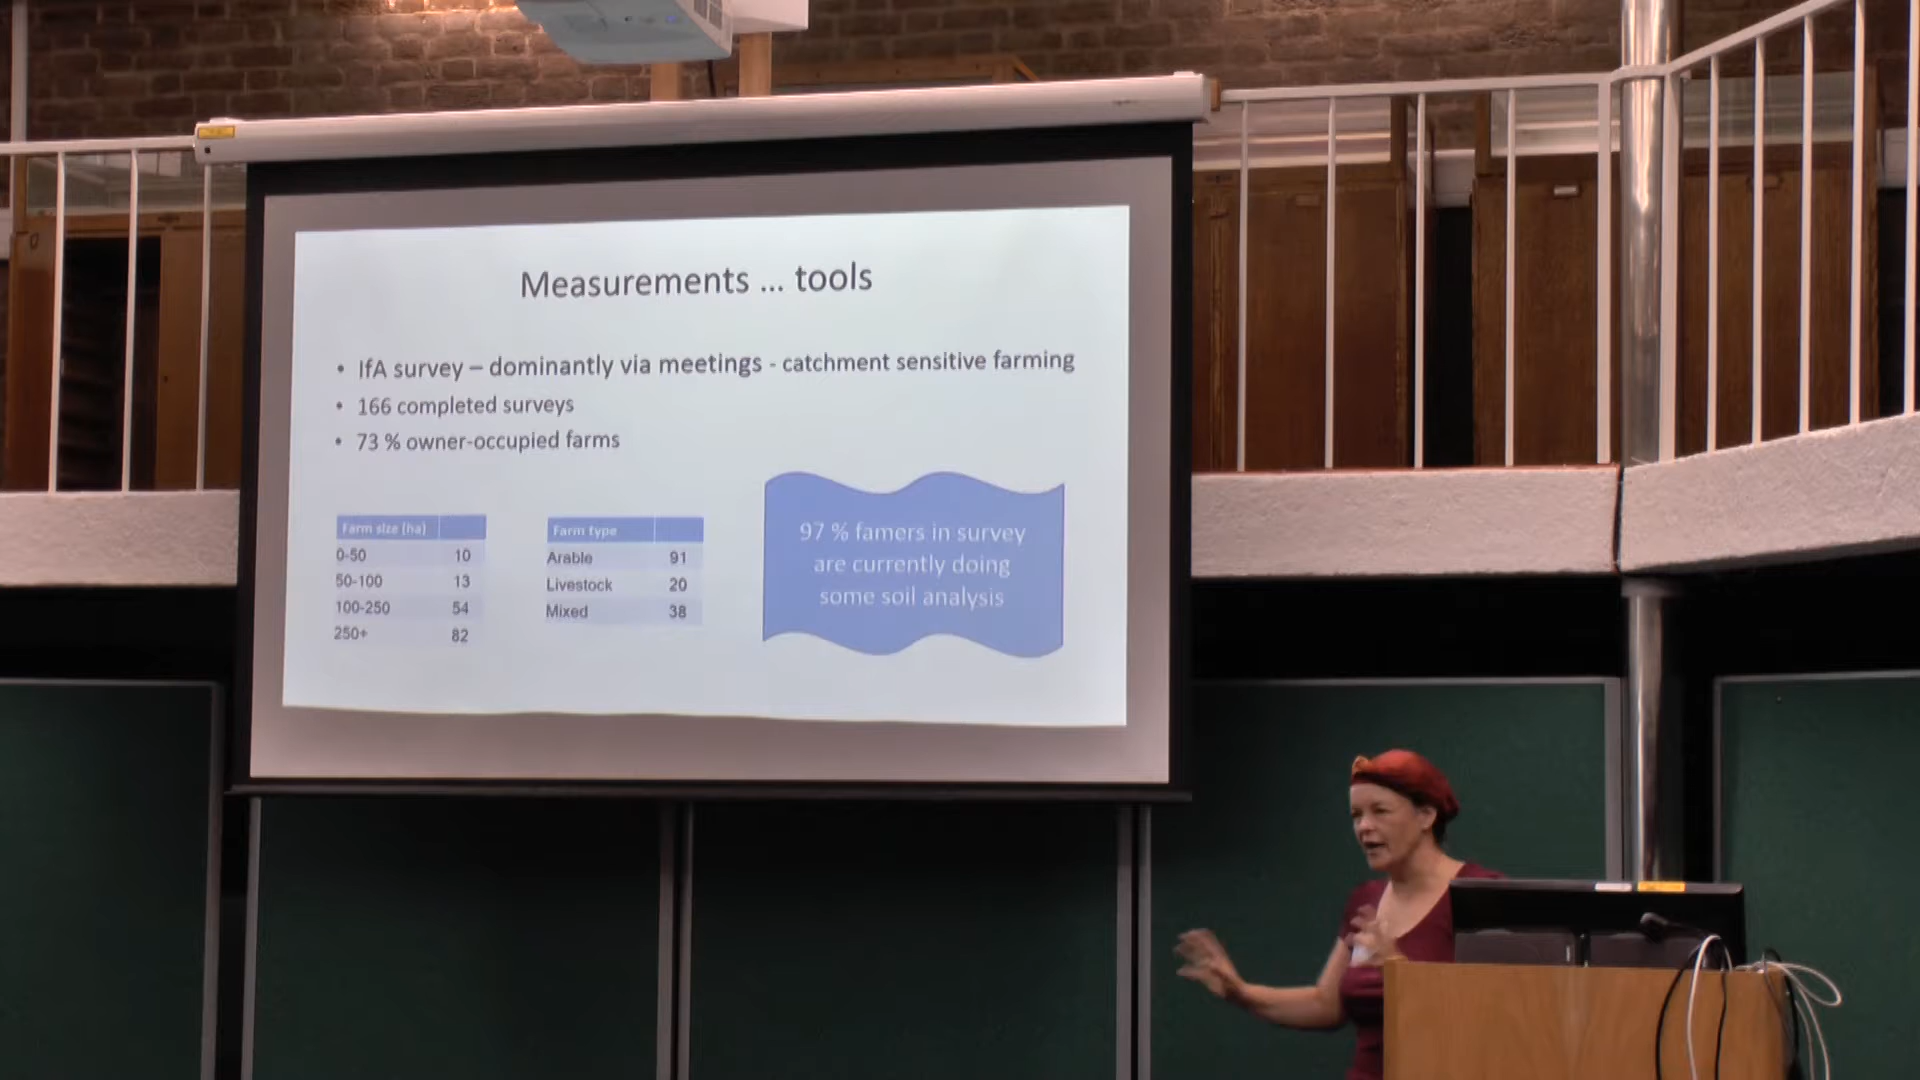 Measurements ... tools
• IfA survey – dominantly via meetings - catchment sensitive farming
• 166 completed surveys
• 73 % owner-occupied farms
Farm size (ha)
0-50 10
50-100 13
100-250 54
250+ 82
Farm type
Arable 91
Livestock 20
Mixed 38
97 % famers in survey
are currently doing
some soil analysis